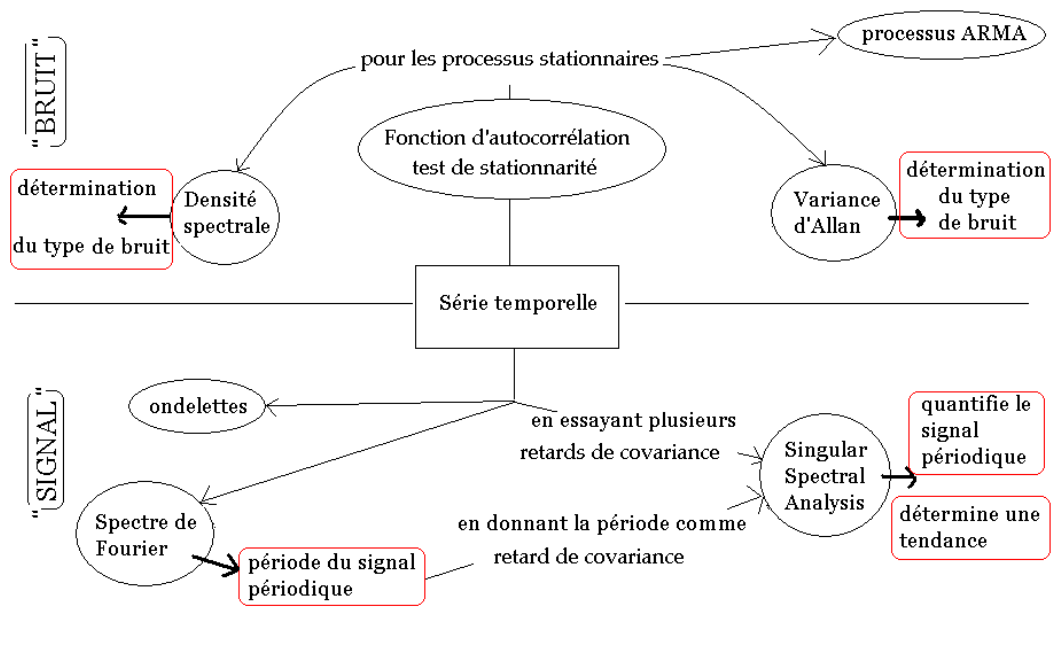 "BRUIT"
processus ARMA
pour les processus stationnaires
Fonction d'autocorrélation
test de stationnarité
détermination
du type de bruit
Densité
spectrale
Variance
d'Allan
détermination
du type
de bruit
Série temporelle
"SIGNAL"
ondelettes
en essayant plusieurs
retards de covariance
Singular
Spectral
Analysis
quantifie le
signal
périodique
détermine une
tendance
Spectre de
Fourier
période du signal
périodique
en donnant la période comme
retard de covariance